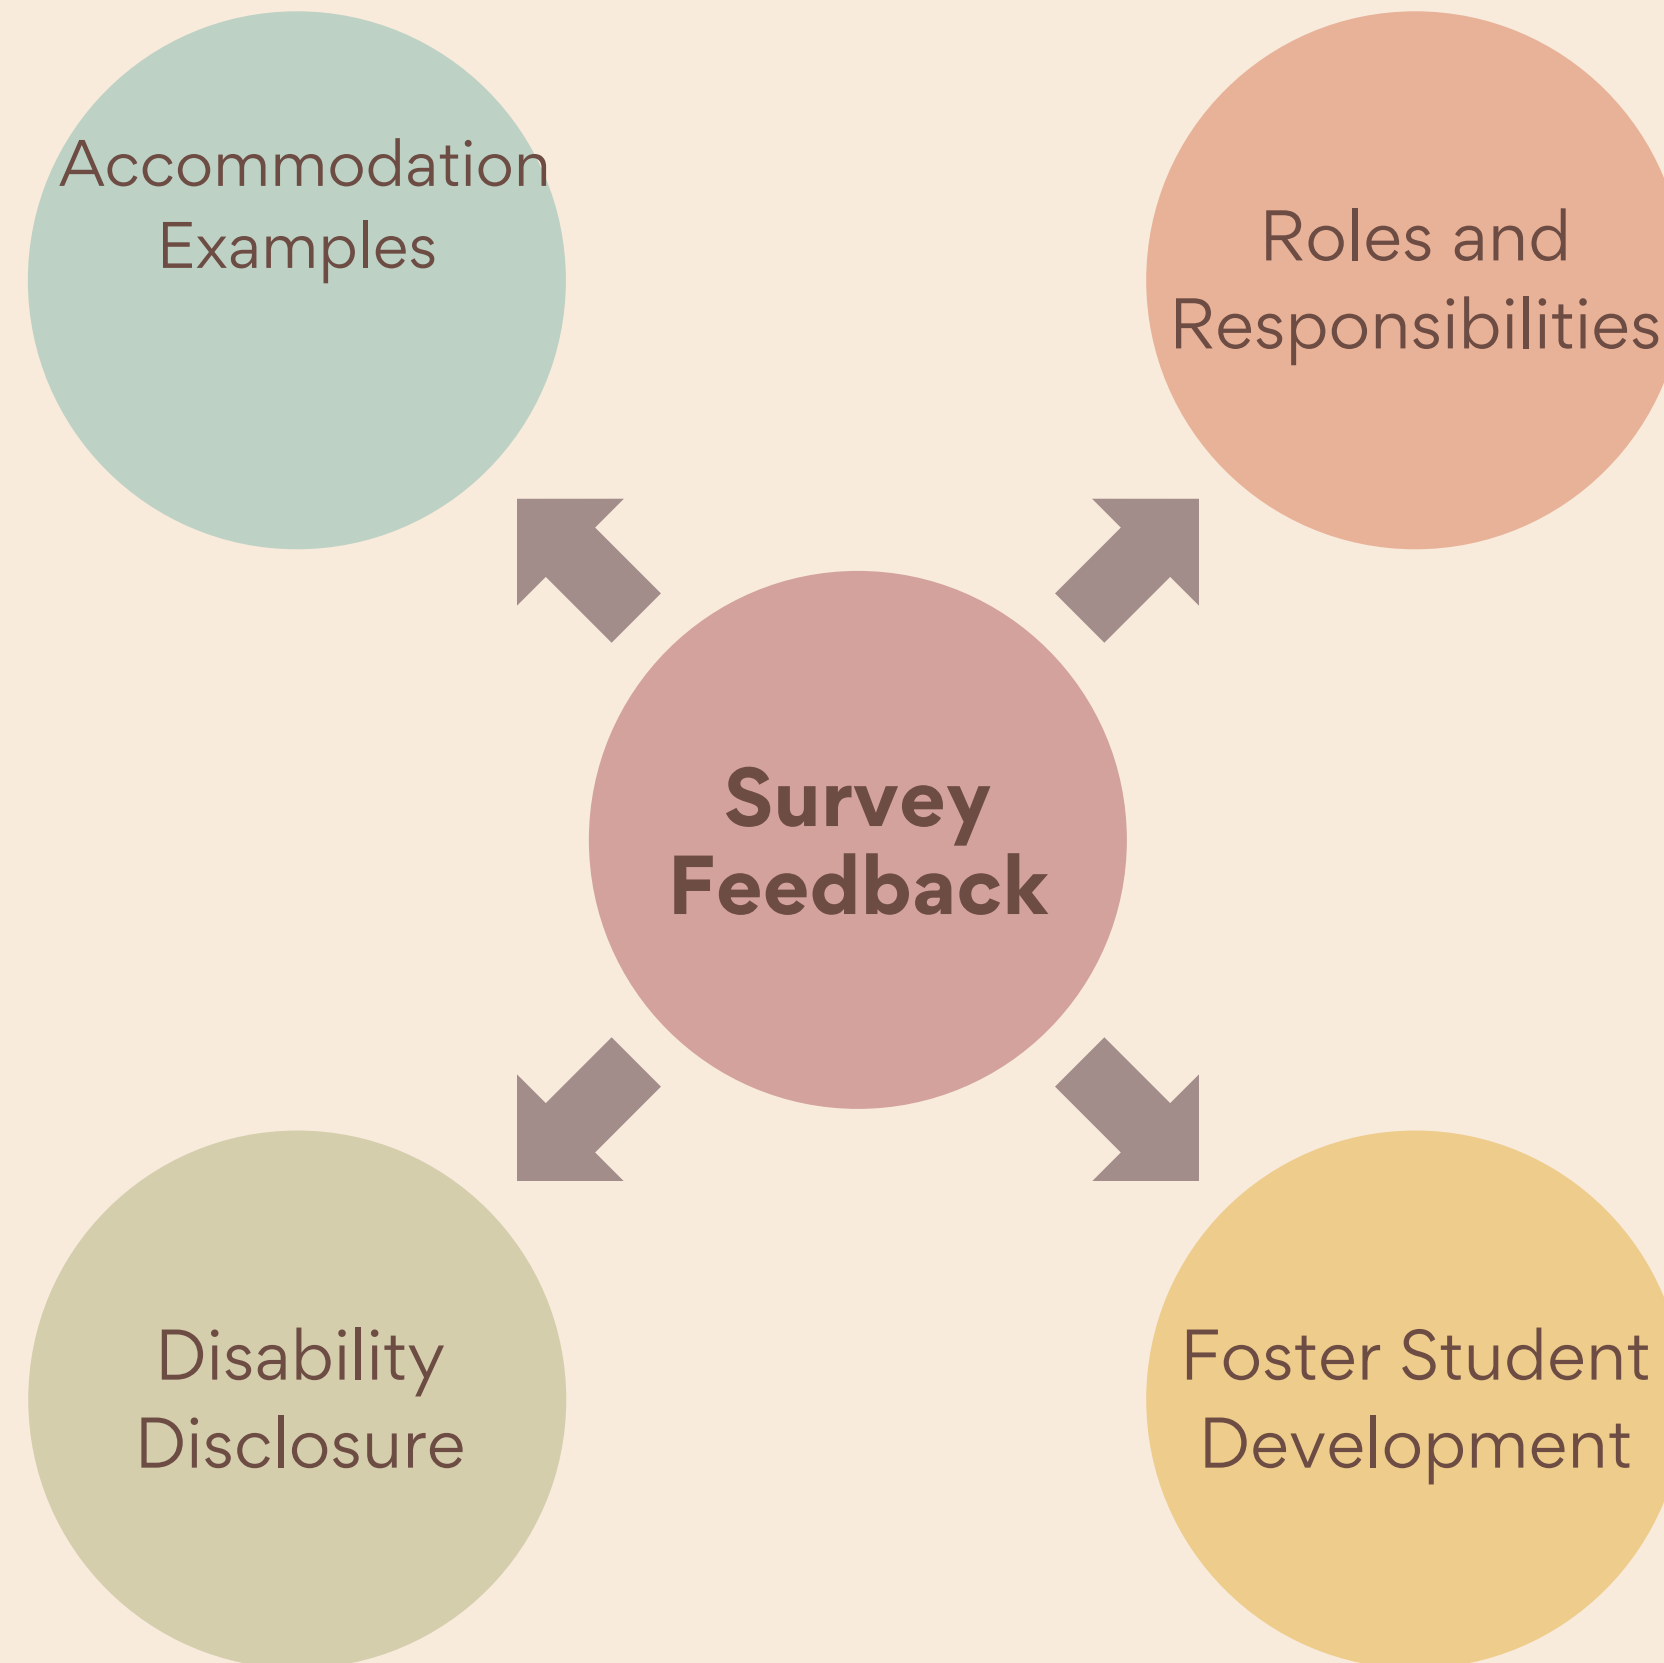 Accommodation
Examples
Roles and
Responsibilities
Survey
Feedback
Disability
Disclosure
Foster Student
Development